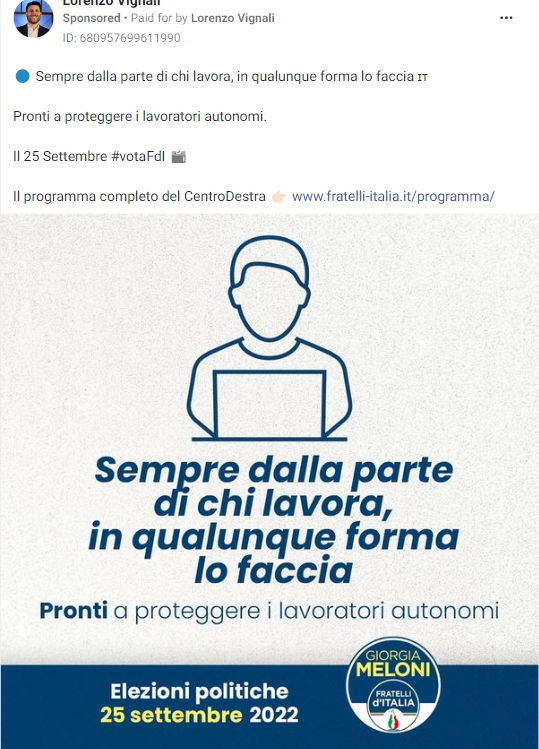 Lorenzo Vignali
Sponsored • Paid for by Lorenzo Vignali
ID: 680957699611990
🔵 Sempre dalla parte di chi lavora, in qualunque forma lo faccia IT
Pronti a proteggere i lavoratori autonomi.
Il 25 Settembre #votaFdI 🗳
Il programma completo del CentroDestra 👉🏻 www.fratelli-italia.it/programma/
Sempre dalla parte
di chi lavora,
in qualunque forma
lo faccia
Pronti a proteggere i lavoratori autonomi
Elezioni politiche
25 settembre 2022
GIORGIA
MELONI
FRATELLI
d'ITALIA